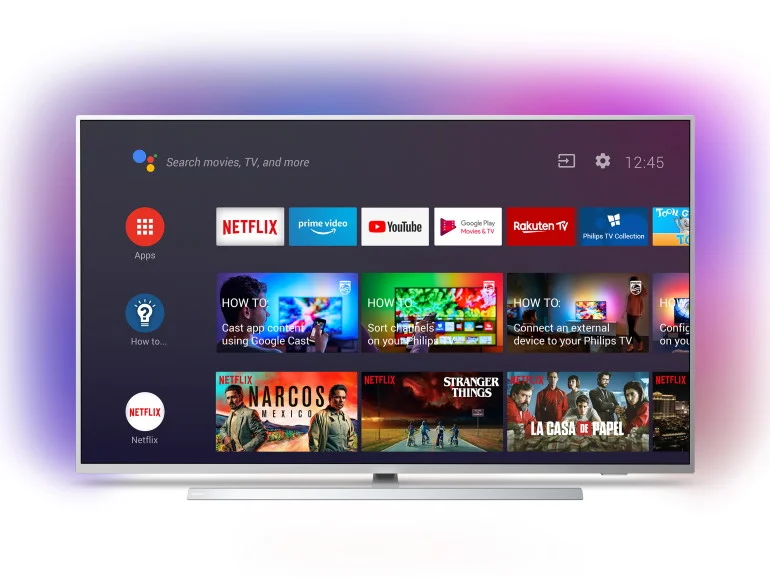 Search movies, TV, and more
12:45
NETFLIX
prime video
YouTube
Google Play
Movies & TV
Rakuten TV
Philips TV Collection
TOON G
Apps
HOW TO:
Cast app content
using Google Cast
HOW TO:
Sort channels
on your Philips TV
HOW TO:
Connect an external
device to your Philips TV
HOW
Config
on you
How to...
NETFLIX
NARCOS
MEXICO
NETFLIX
STRANGER
THINGS
NETFLIX
LA CASA DE PAPEL
NETFLIX
NETFLIX
Netflix